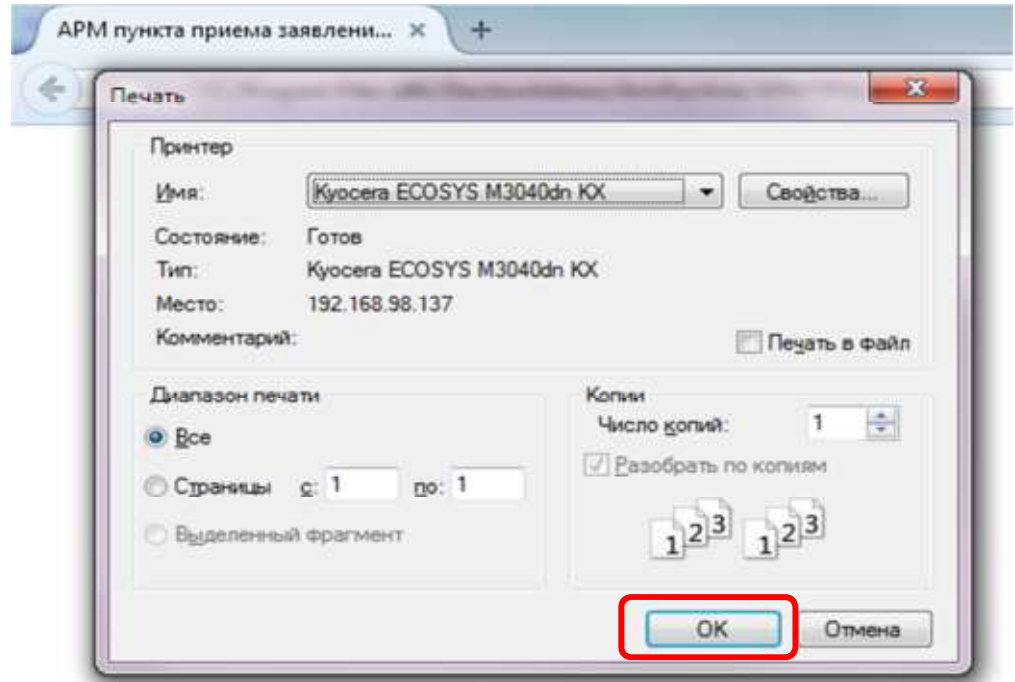 АРМ пункта приема заявлени...
Печать
Принтер
Имя: Kyocera ECOSYS M3040dn KX Свойства...
Состояние: Готов
Тип: Kyocera ECOSYS M3040dn KX
Место: 192.168.98.137
Комментарий:
Печать в файл
Диапазон печати
Все
Страницы с: 1 по: 1
Выделенный фрагмент
Копии
Число копий: 1
Разобрать по копиям
1 2 3 1 2 3
ОК Отмена